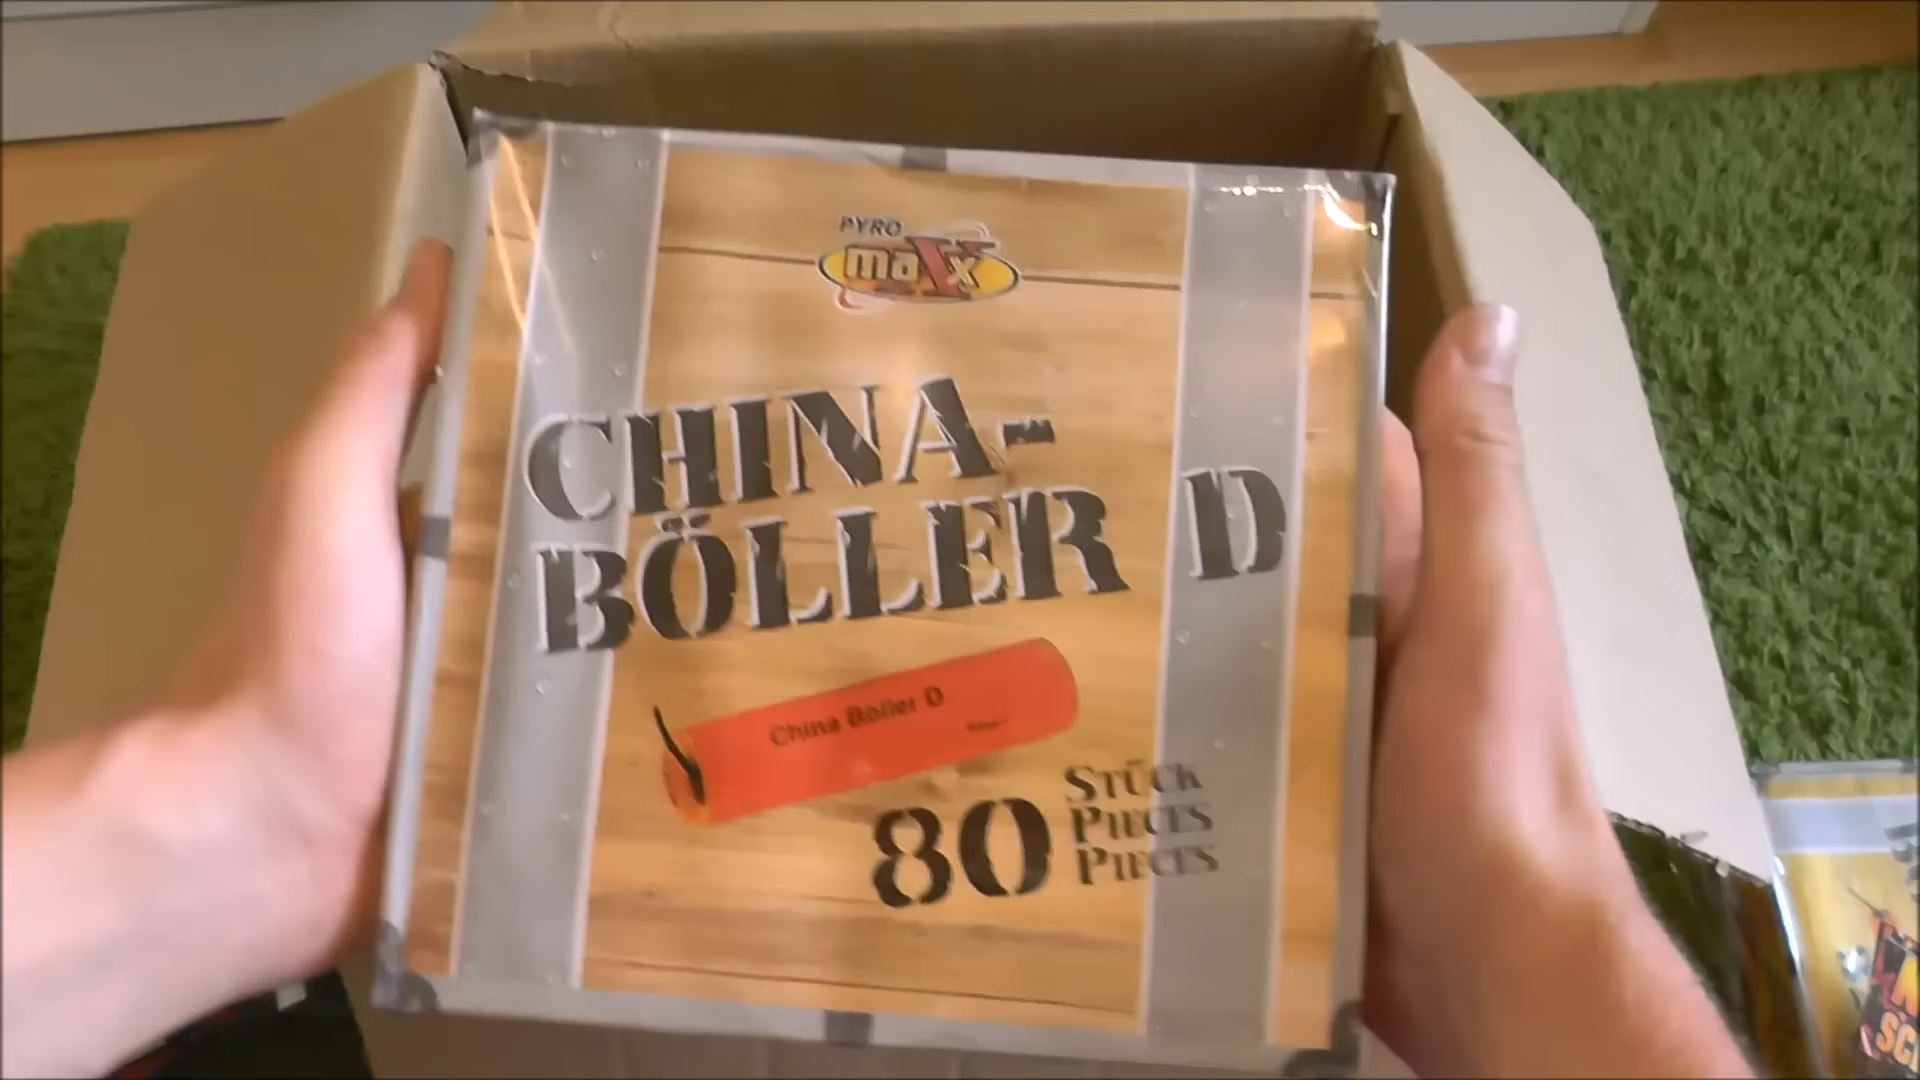 PYRO
maXx
CHINA-
BÖLLER D
China Böller D
80
STÜCK
PIECES
PIECES